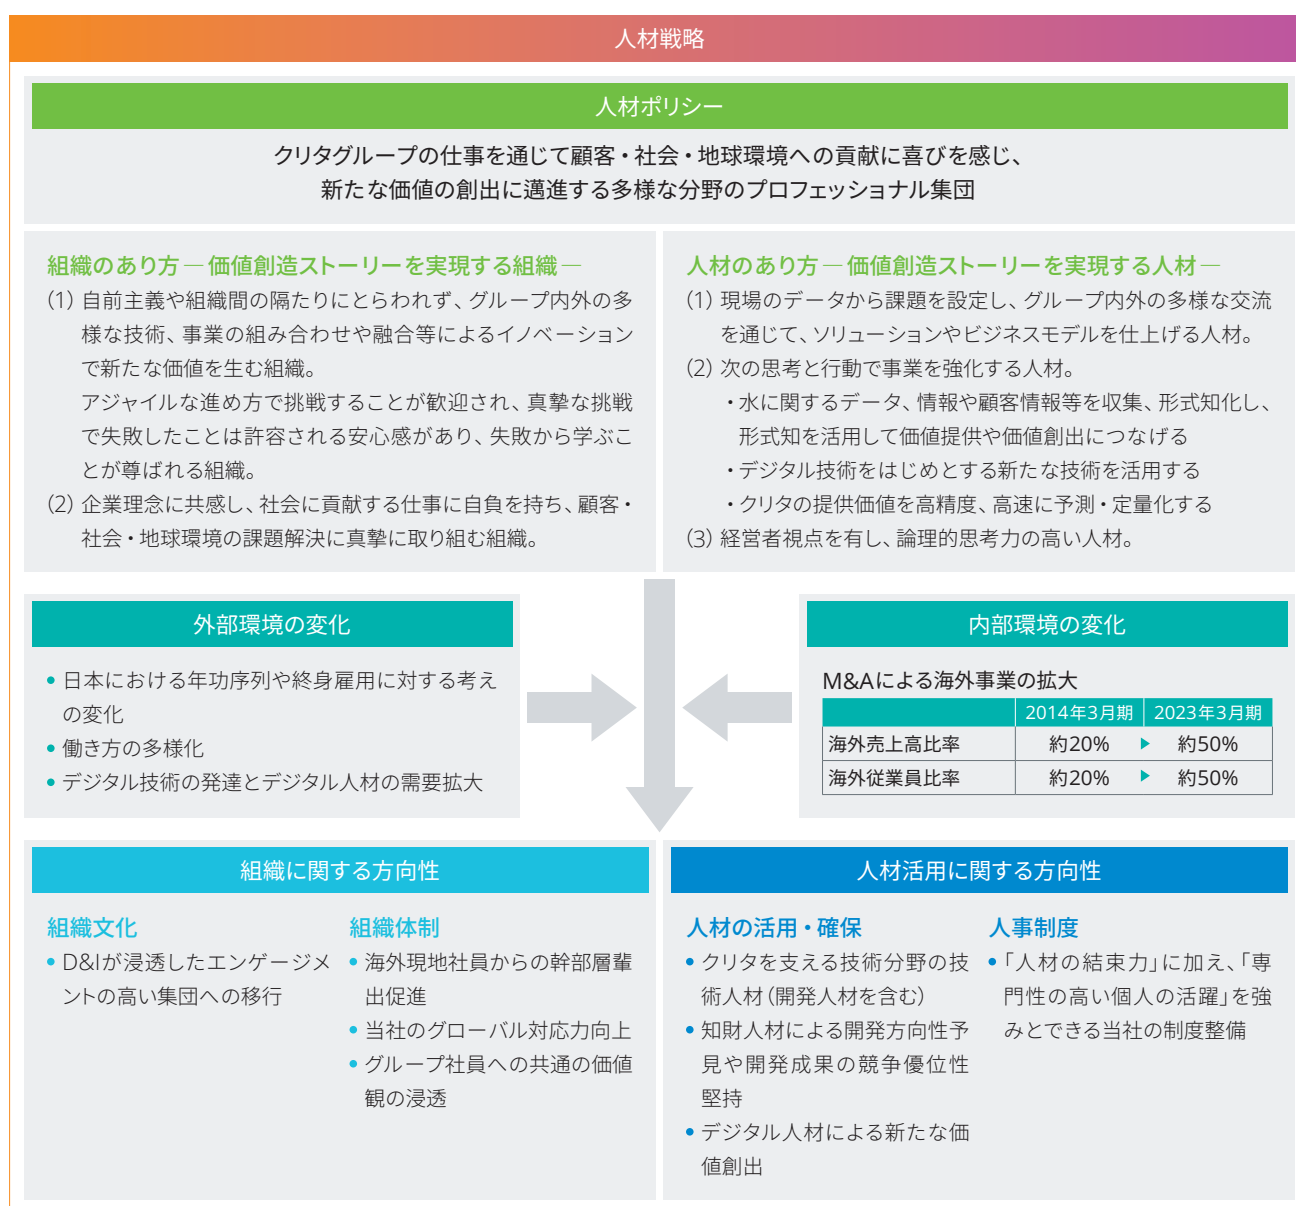 人材戦略
人材ポリシー
クリタグループの仕事を通じて顧客・社会・地球環境への貢献に喜びを感じ、
新たな価値の創出に邁進する多様な分野のプロフェッショナル集団
組織のあり方―価値創造ストーリーを実現する組織―
（1）自前主義や組織間の隔たりにとらわれず、グループ内外の多
様な技術、事業の組み合わせや融合等によるイノベーション
で新たな価値を生む組織。
アジャイルな進め方で挑戦することが歓迎され、真摯な挑戦
で失敗したことは許容される安心感があり、失敗から学ぶこ
とが尊ばれる組織。
（2）企業理念に共感し、社会に貢献する仕事に自負を持ち、顧客・
社会・地球環境の課題解決に真摯に取り組む組織。
人材のあり方―価値創造ストーリーを実現する人材―
（1）現場のデータから課題を設定し、グループ内外の多様な交流
を通じて、ソリューションやビジネスモデルを仕上げる人材。
（2）次の思考と行動で事業を強化する人材。
・水に関するデータ、情報や顧客情報等を収集、形式知化し、
形式知を活用して価値提供や価値創出につなげる
・デジタル技術をはじめとする新たな技術を活用する
・クリタの提供価値を高精度、高速に予測・定量化する
（3）経営者視点を有し、論理的思考力の高い人材。
外部環境の変化
• 日本における年功序列や終身雇用に対する考え
の変化
• 働き方の多様化
• デジタル技術の発達とデジタル人材の需要拡大
内部環境の変化
M&Aによる海外事業の拡大
2014年3月期 2023年3月期
海外売上高比率 約20% ▶ 約50%
海外従業員比率 約20% ▶ 約50%
組織に関する方向性
組織文化
• D&Iが浸透したエンゲージメ
ントの高い集団への移行
組織体制
• 海外現地社員からの幹部層輩
出促進
• 当社のグローバル対応力向上
• グループ社員への共通の価値
観の浸透
人材活用に関する方向性
人材の活用・確保
• クリタを支える技術分野の技
術人材（開発人材を含む）
• 知財人材による開発方向性予
見や開発成果の競争優位性
堅持
• デジタル人材による新たな価
値創出
人事制度
• 「人材の結束力」に加え、「専
門性の高い個人の活躍」を強
みとできる当社の制度整備